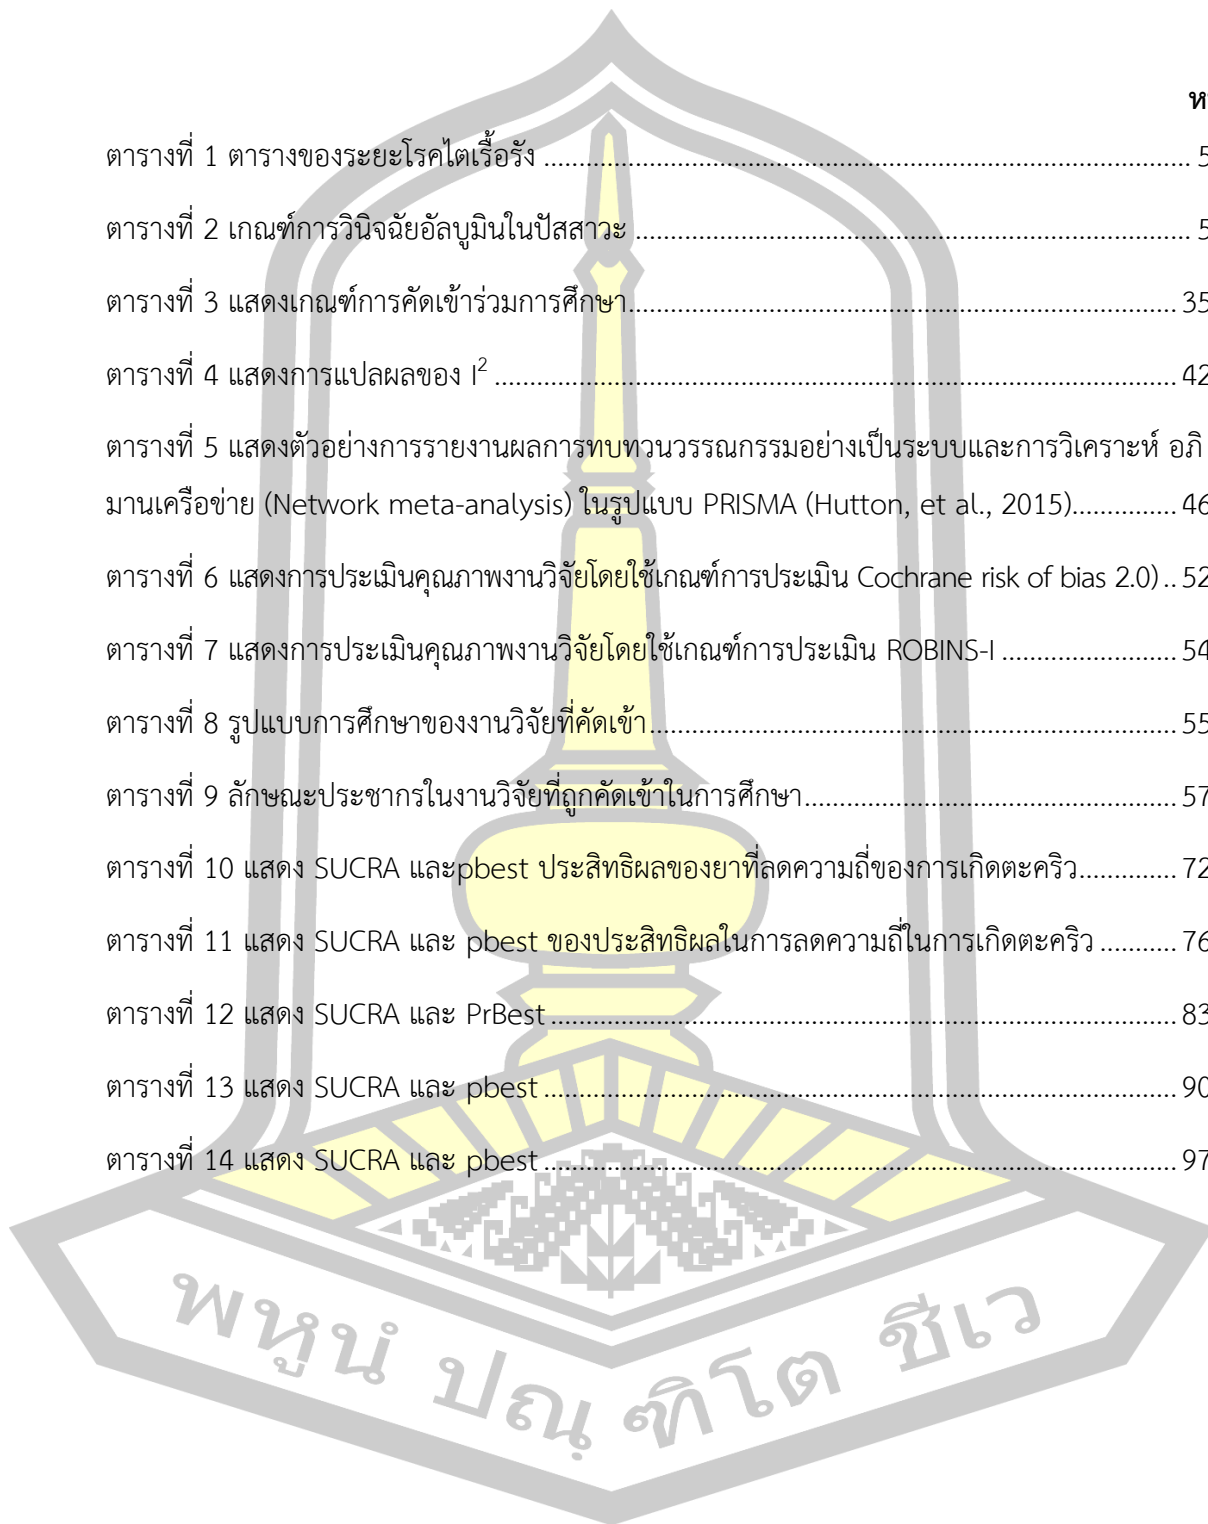 ห
ตารางที่ 1 ตารางของระยะโรคไตเรื้อรัง ........................................................................................................ 5
ตารางที่ 2 เกณฑ์การวินิจฉัยอัลบูมินในปัสสาวะ ........................................................................................ 5
ตารางที่ 3 แสดงเกณฑ์การคัดเข้าร่วมการศึกษา........................................................................................ 35
ตารางที่ 4 แสดงการแปลผลของ I² ............................................................................................................. 42
ตารางที่ 5 แสดงตัวอย่างการรายงานผลการทบทวนวรรณกรรมอย่างเป็นระบบและการวิเคราะห์ อภิ
มานเครือข่าย (Network meta-analysis) ในรูปแบบ PRISMA (Hutton, et al., 2015)................ 46
ตารางที่ 6 แสดงการประเมินคุณภาพงานวิจัยโดยใช้เกณฑ์การประเมิน Cochrane risk of bias 2.0) .. 52
ตารางที่ 7 แสดงการประเมินคุณภาพงานวิจัยโดยใช้เกณฑ์การประเมิน ROBINS-I ............................ 54
ตารางที่ 8 รูปแบบการศึกษาของงานวิจัยที่คัดเข้า.................................................................................... 55
ตารางที่ 9 ลักษณะประชากรในงานวิจัยที่ถูกคัดเข้าในการศึกษา............................................................ 57
ตารางที่ 10 แสดง SUCRA และpbest ประสิทธิผลของยาที่ลดความถี่ของการเกิดตะคริว................ 72
ตารางที่ 11 แสดง SUCRA และ pbest ของประสิทธิผลในการลดความถี่ในการเกิดตะคริว ............ 76
ตารางที่ 12 แสดง SUCRA และ PrBest .................................................................................................... 83
ตารางที่ 13 แสดง SUCRA และ pbest ..................................................................................................... 90
ตารางที่ 14 แสดง SUCRA และ pbest ..................................................................................................... 97
พหูนํ ปณฺฑิโต ชีเว